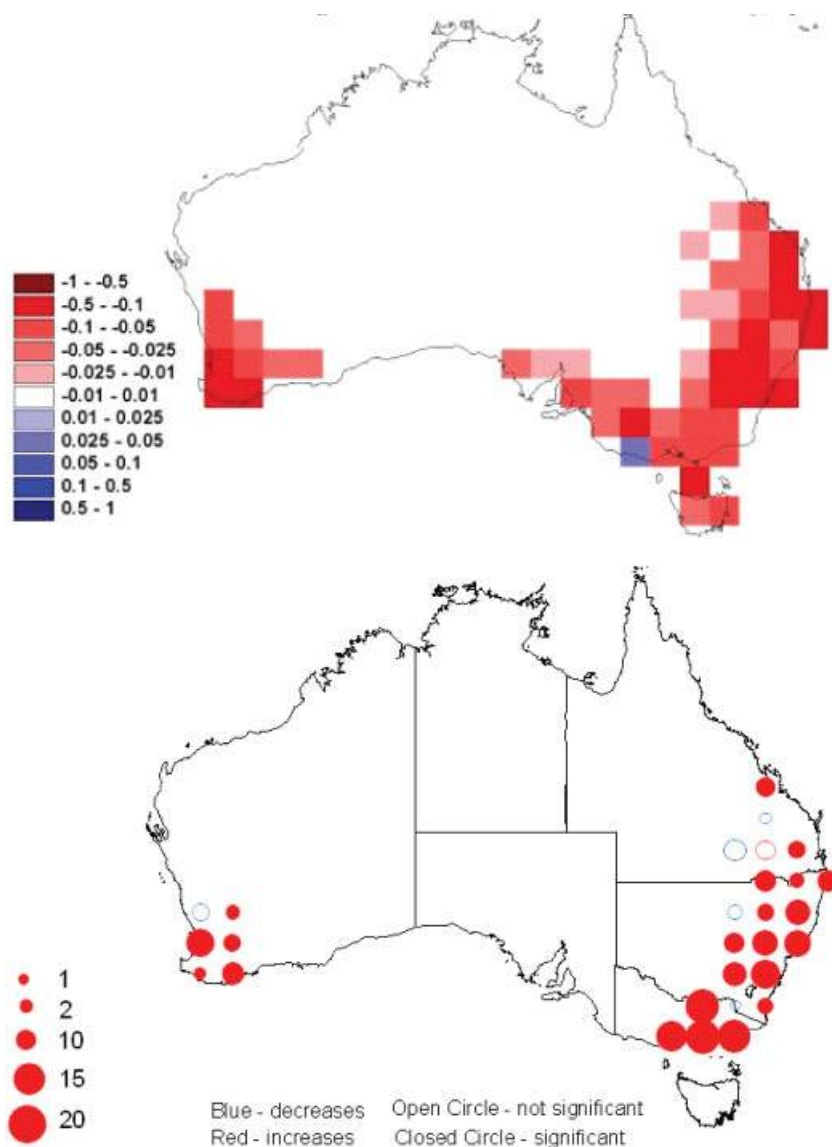 -1 - -0.5
-0.5 - -0.1
-0.1 - -0.05
-0.05 - -0.025
-0.025 - -0.01
-0.01 - 0.01
0.01 - 0.025
0.025 - 0.05
0.05 - 0.1
0.1 - 0.5
0.5 - 1
1
2
10
15
20
Blue - decreases Open Circle - not significant
Red - increases Closed Circle - significant